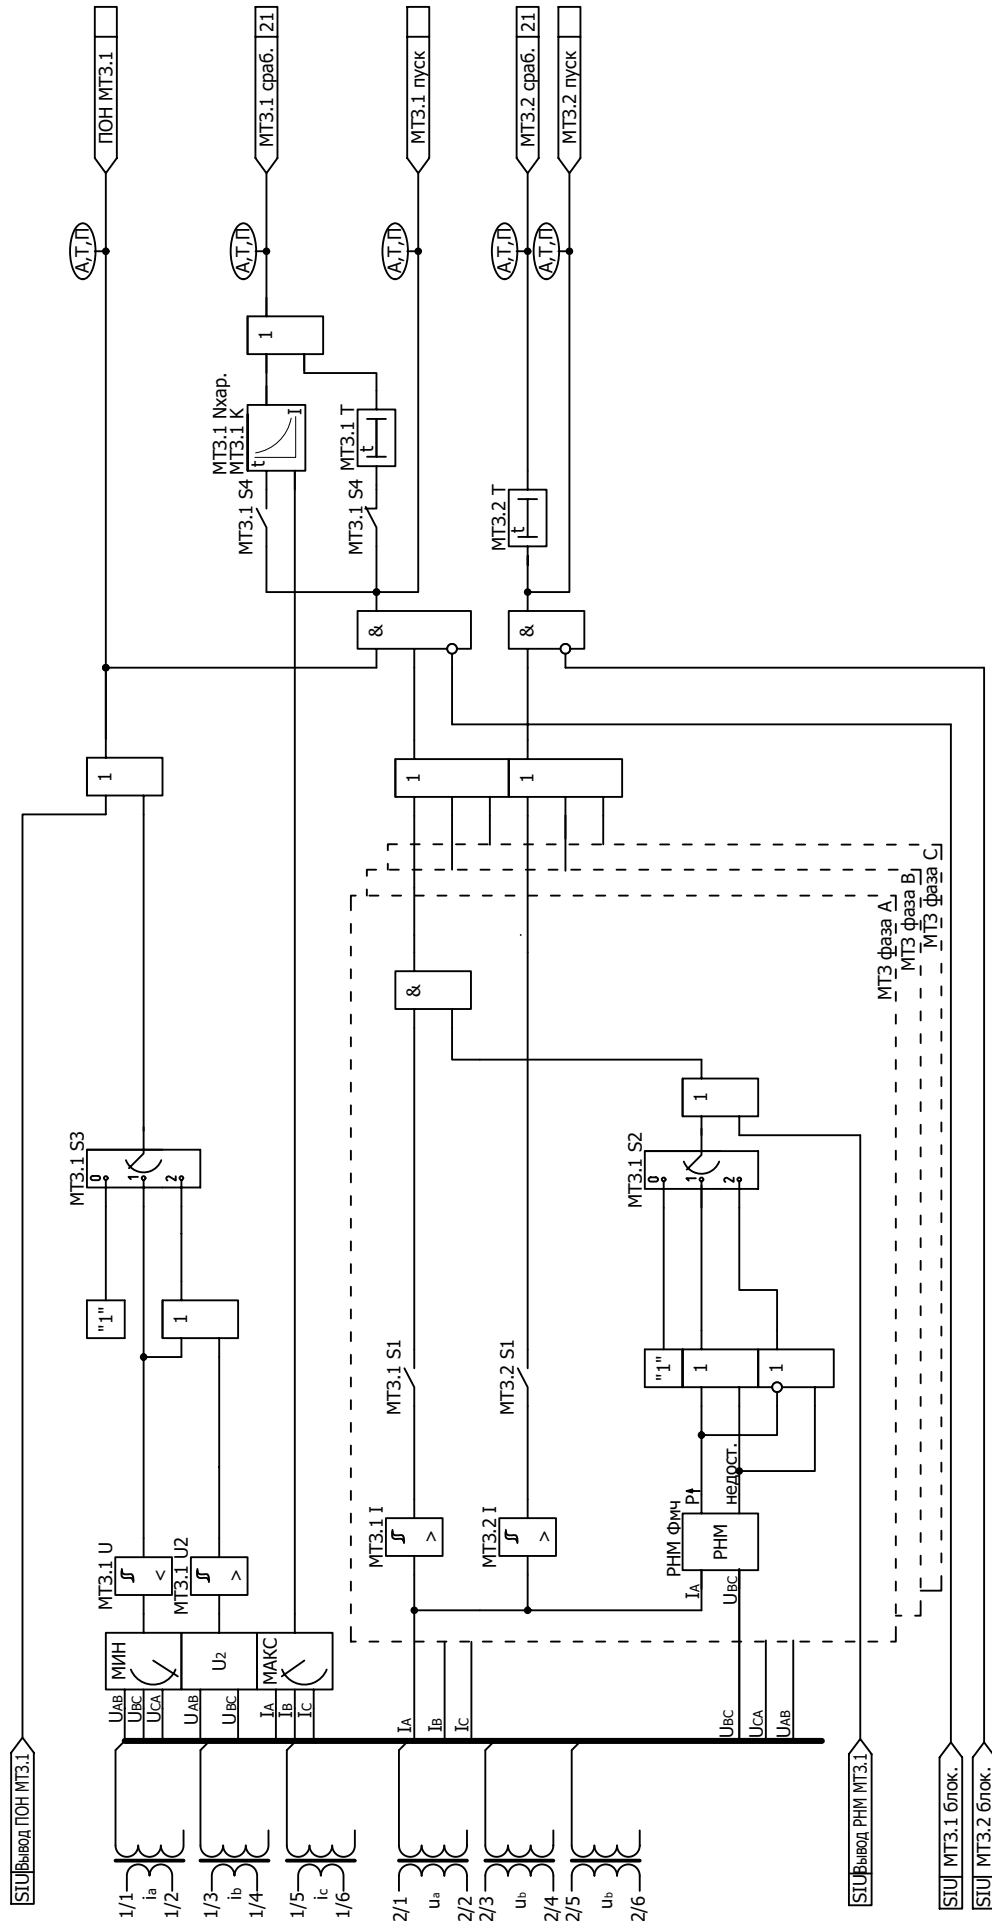 SIU Вывод ПОН МТЗ.1
1/1
ia
1/2
1/3
ib
1/4
1/5
ic
1/6
2/1
ua
2/2
2/3
ub
2/4
2/5
ub
2/6
SIU Вывод РНМ МТЗ.1
SIU МТЗ.1 блок.
SIU МТЗ.2 блок.
UAB
UBC
UCA
МИН
UAB
UBC
U2
IA
IB
IC
МАКС
IA
IB
IC
UBC
UCA
UAB
МТЗ.1 U
<
МТЗ.1 U2
>
"1"
1
МТЗ.1 S3
0
1
2
1
МТЗ.1 I
>
МТЗ.1 S1
МТЗ.2 I
>
МТЗ.2 S1
РНМ Фмч
IA
UBC
РНМ
P
недост.
"1"
1
1
МТЗ.1 S2
0
1
2
1
&
МТЗ фаза А
МТЗ фаза В
МТЗ фаза С
1
1
&
&
МТЗ.1 S4
МТЗ.1 Nхар.
МТЗ.1 К
t
I
МТЗ.1 S4
МТЗ.1 Т
t
1
МТЗ.2 Т
t
А,Т,П
ПОН МТЗ.1
А,Т,П
МТЗ.1 сраб. 21
А,Т,П
МТЗ.1 пуск
А,Т,П
МТЗ.2 сраб. 21
А,Т,П
МТЗ.2 пуск